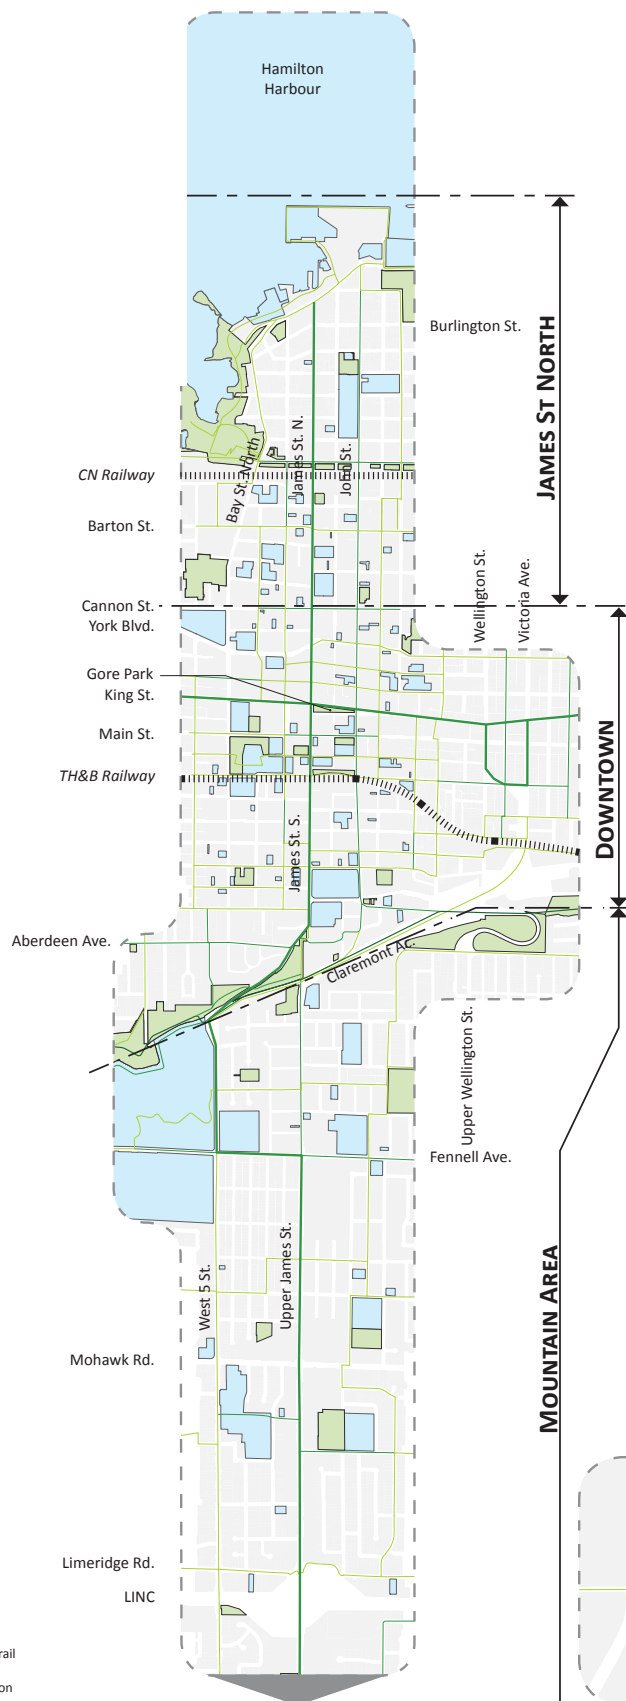 Hamilton
Harbour
Burlington St.
JAMES ST NORTH
James St. N.
John St.
Bay St. North
CN Railway
Barton St.
Wellington St.
Victoria Ave.
Cannon St.
York Blvd.
Gore Park
King St.
Main St.
DOWNTOWN
TH&B Railway
James St. S.
Aberdeen Ave.
Claremont Ac.
Upper Wellington St.
Fennell Ave.
Upper James St.
West 5 St.
MOUNTAIN AREA
Mohawk Rd.
Limeridge Rd.
LINC
rail
on